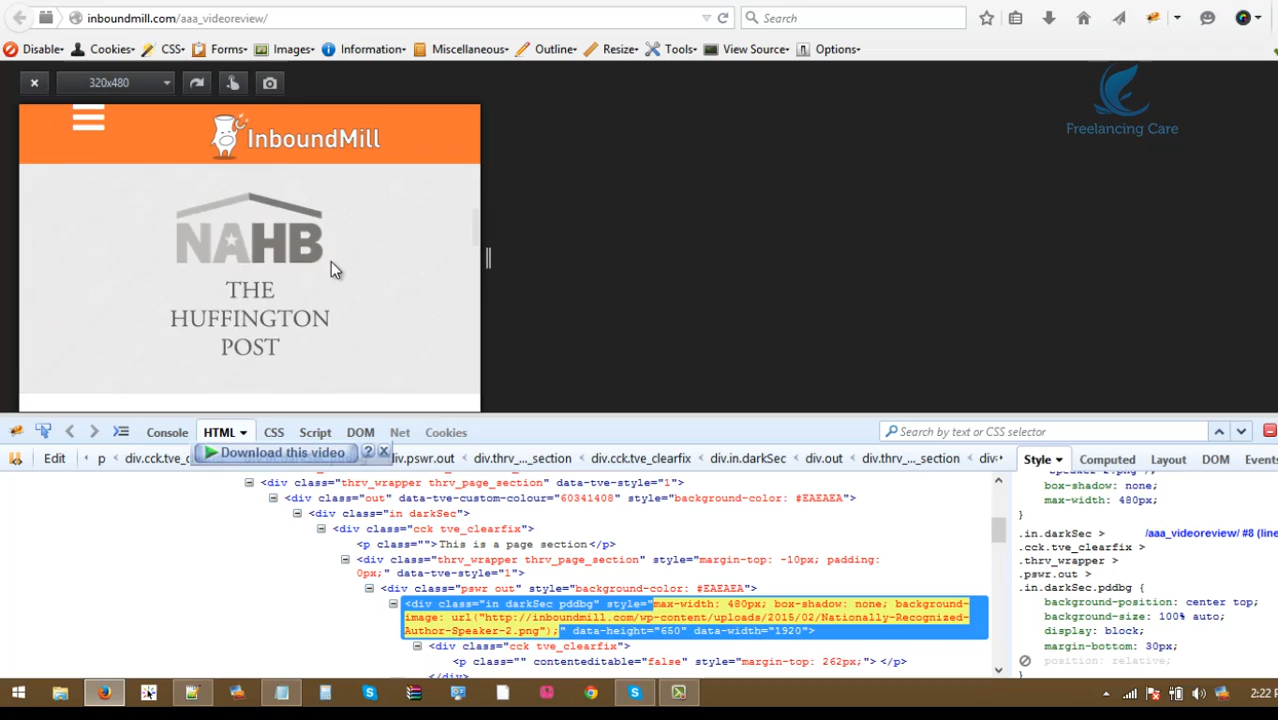 inboundmill.com/aaa_videoreview/
Search
Disable Cookies CSS Forms Images Information Miscellaneous Outline Resize Tools View Source Options
320x480
Freelancing Care
InboundMill
NAHB
THE
HUFFINGTON
POST
Console HTML CSS Script DOM Net Cookies
Search by text or CSS selector
Download this video ?
Edit p div.cck.tve_c .pswr.out div.thrv_..._section div.cck.tve_clearfix div.in.darkSec div.out div.thrv_..._section div
Style Computed Layout DOM Events
<div class="thrv_wrapper thrv_page_section" data-tve-style="1">
<div class="out" data-tve-custom-colour="60341408" style="background-color: #EAEAEA">
<div class="in darkSec">
<div class="cck tve_clearfix">
<p class="">This is a page section</p>
<div class="thrv_wrapper thrv_page_section" style="margin-top: -10px; padding:
0px;" data-tve-style="1">
<div class="pswr out" style="background-color: #EAEAEA">
<div class="in darkSec pddbg" style="max-width: 480px; box-shadow: none; background-
image: url("http://inboundmill.com/wp-content/uploads/2015/02/Nationally-Recognized-
Author-Speaker-2.png");" data-height="650" data-width="1920">
<div class="cck tve_clearfix">
<p class="" contenteditable="false" style="margin-top: 262px;"> </p>
box-shadow: none;
max-width: 480px;
}
.in.darkSec > /aaa_videoreview/ #8 (line
.cck.tve_clearfix >
.thrv_wrapper >
.pswr.out >
.in.darkSec.pddbg {
background-position: center top;
background-size: 100% auto;
display: block;
margin-bottom: 30px;
position: relative;
2:22